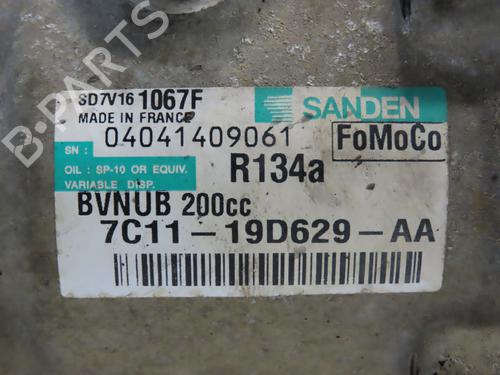 B-PARTS
SD7V16 1067F
MADE IN FRANCE
SANDEN
SN : 04041409061
FoMoCo
OIL : SP-10 OR EQUIV.
VARIABLE DISP.
R134a
BVNUB 200cc
7C11-19D629-AA